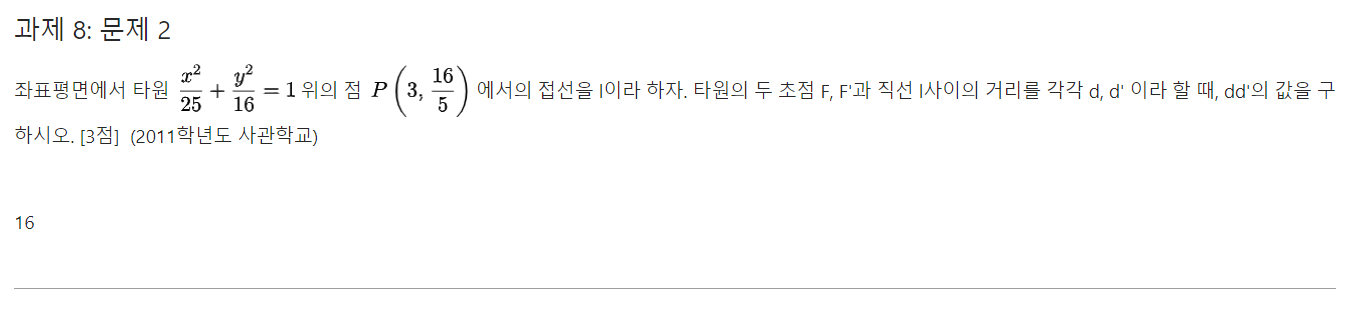 과제 8: 문제 2
좌표평면에서 타원 $\frac{x^2}{25}+\frac{y^2}{16}=1$ 위의 점 $P\left(3,\frac{16}{5}\right)$ 에서의 접선을 l이라 하자. 타원의 두 초점 F, F'과 직선 l사이의 거리를 각각 d, d' 이라 할 때, dd'의 값을 구
하시오. [3점] (2011학년도 사관학교)
16